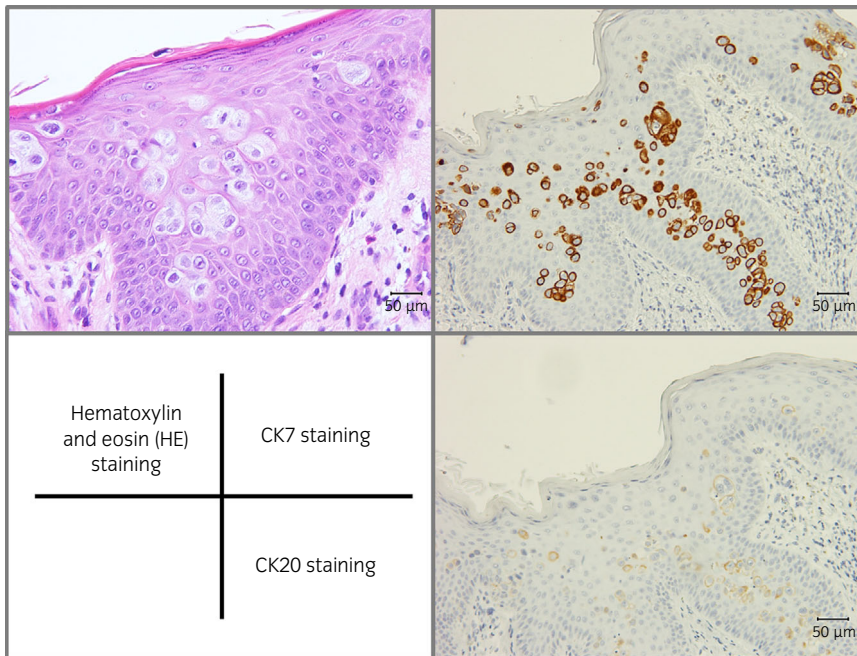 50 µm
50 µm
Hematoxylin
and eosin (HE)
staining
CK7 staining
CK20 staining
50 µm